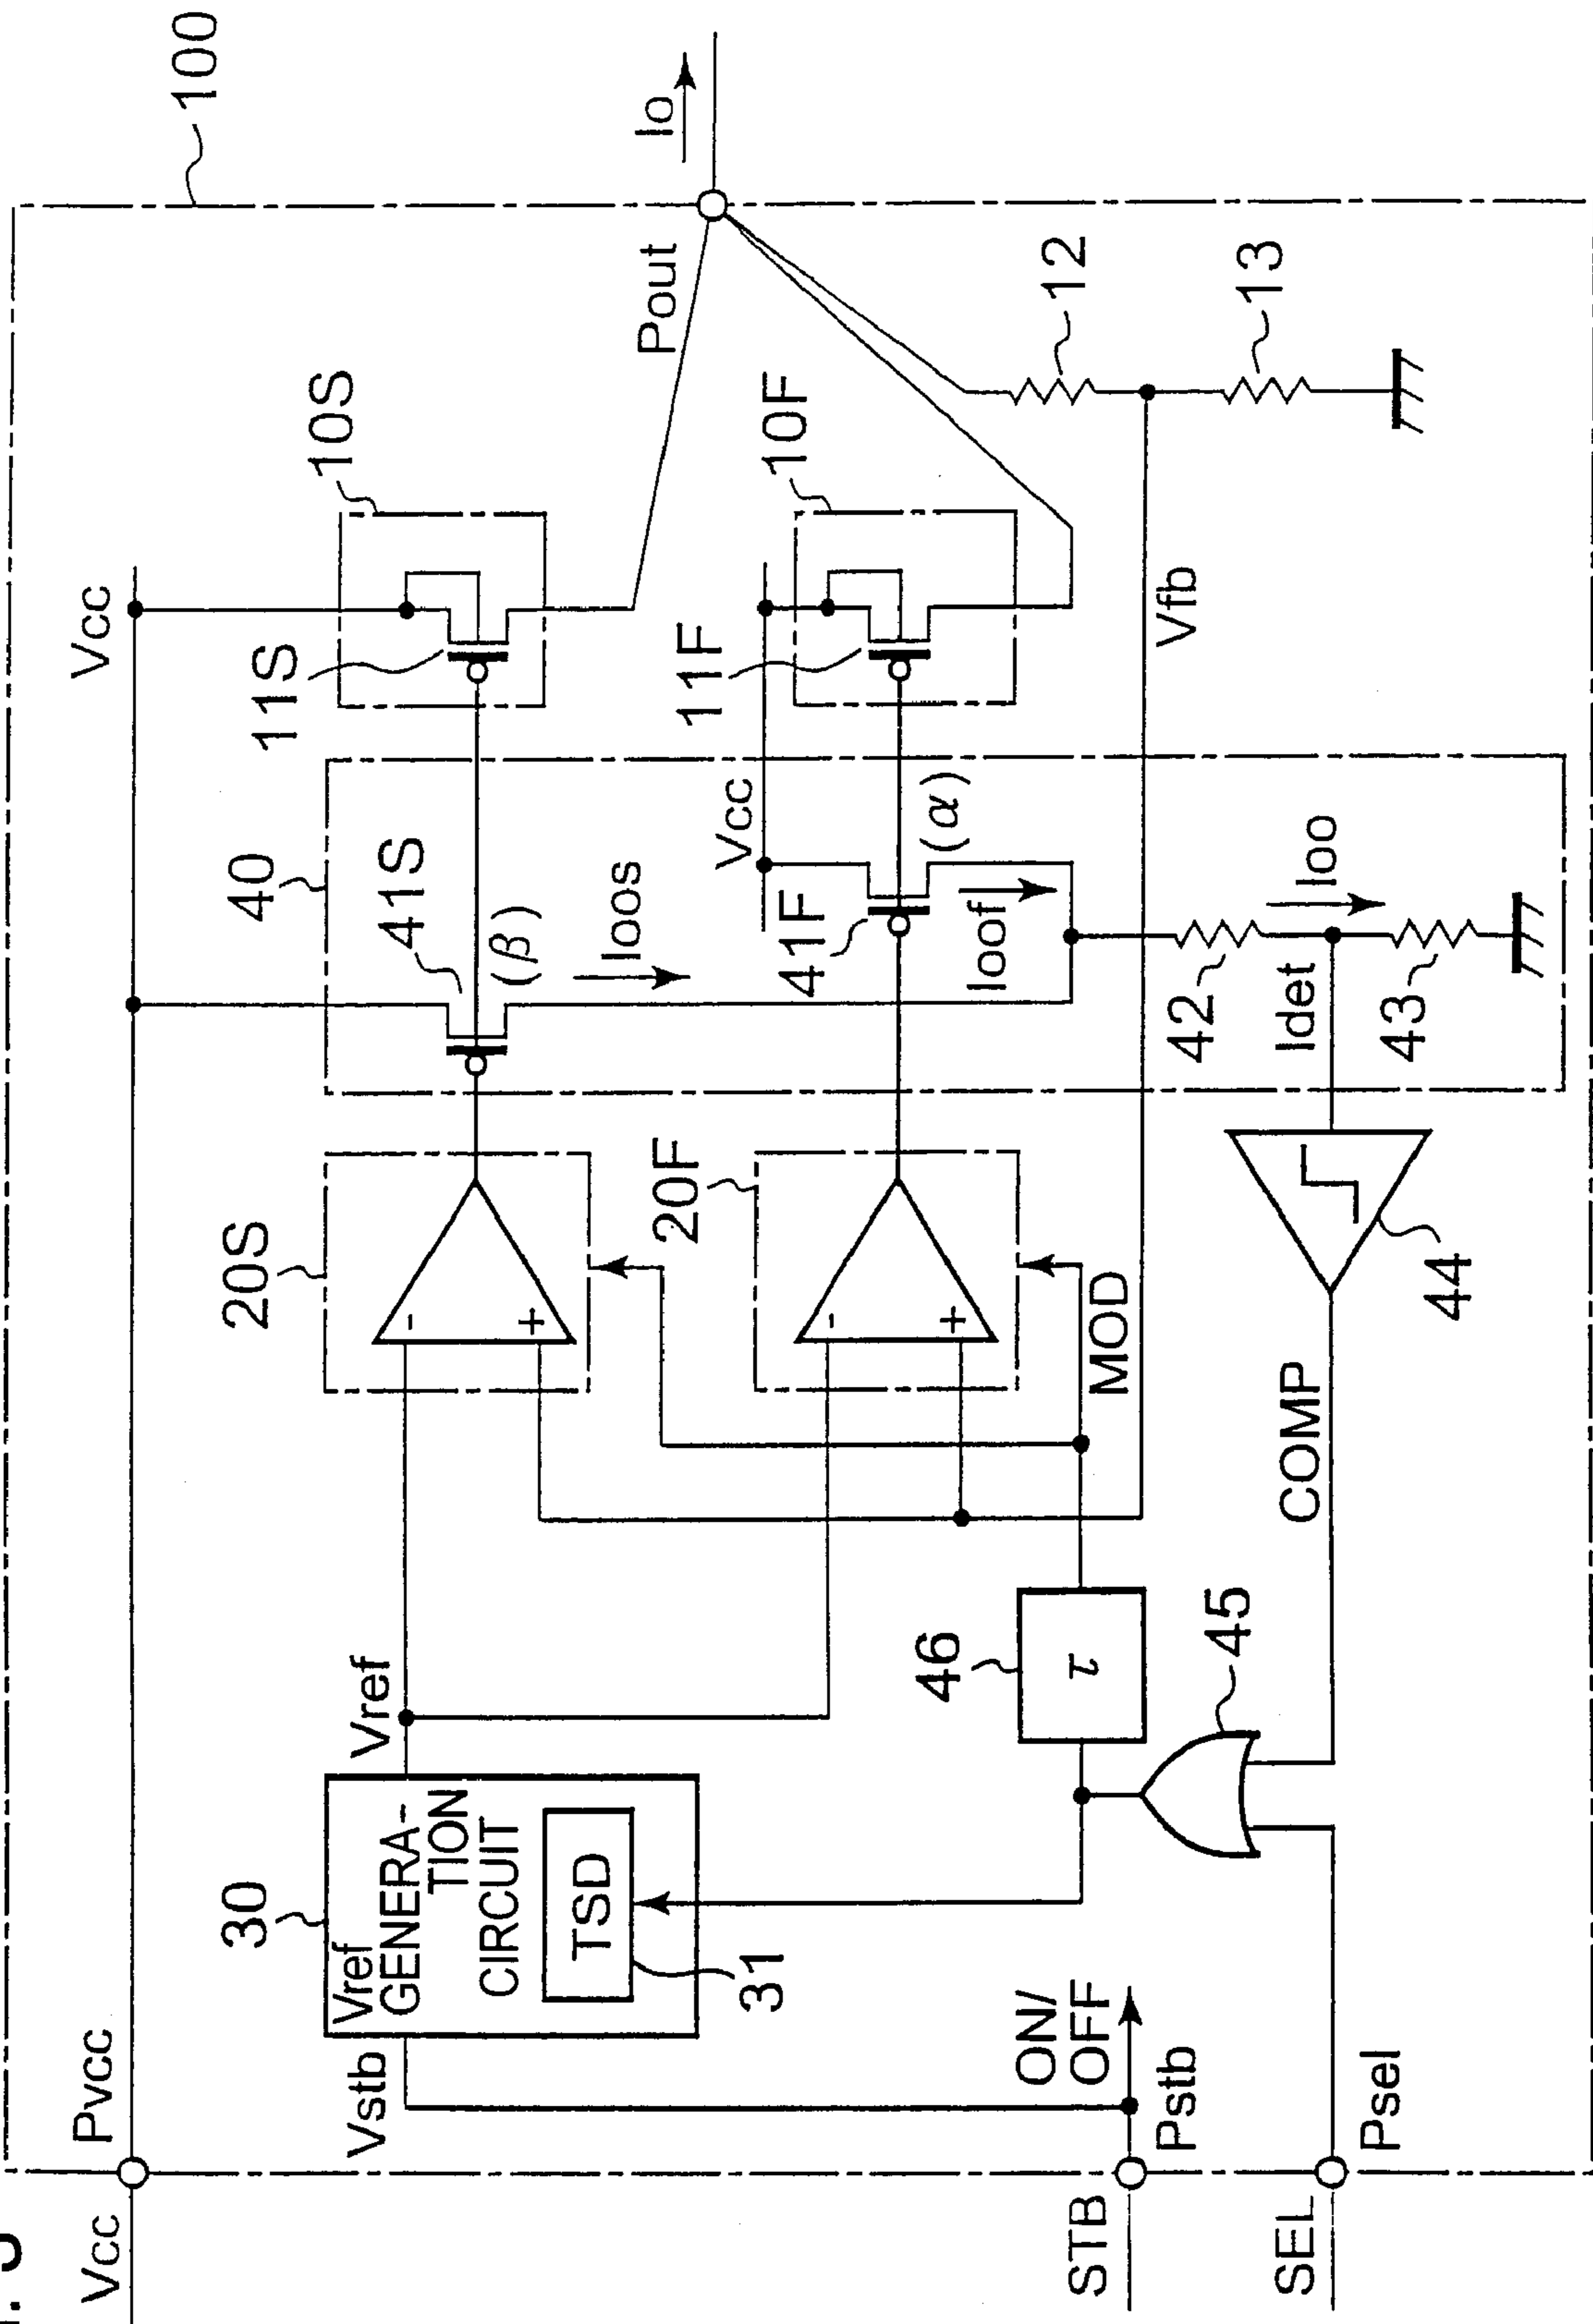 100
Vcc
Pvcc
Vcc
30
Vref
GENERA-
TION
CIRCUIT
TSD
31
Vstb
Vref
20S
-
+
40
41S
(β)
Ioos
11S
10S
Pout
Io
20F
-
+
Vcc
41F
(α)
Ioof
11F
10F
MOD
Vfb
12
13
46
τ
45
COMP
44
42
Idet
43
Ioo
ON/
OFF
STB
Pstb
SEL
Psel